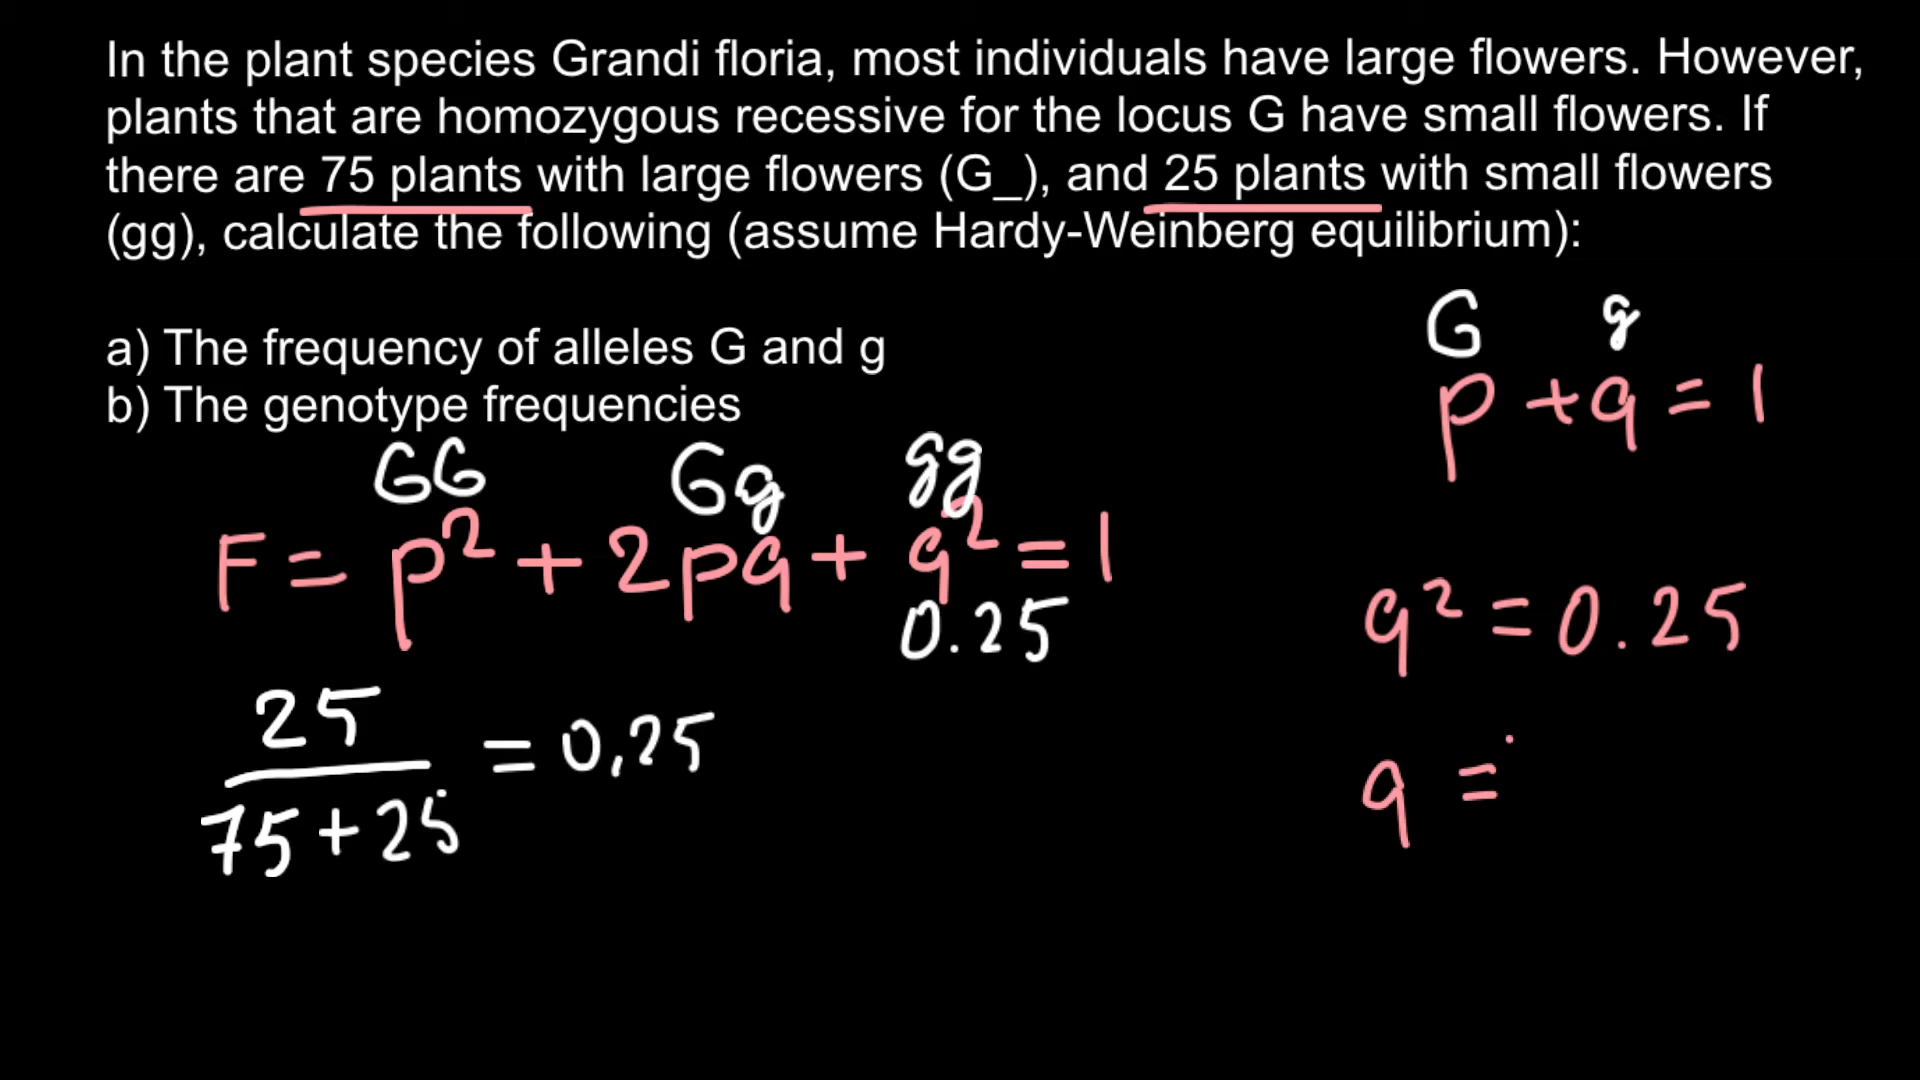 In the plant species Grandi floria, most individuals have large flowers. However,
plants that are homozygous recessive for the locus G have small flowers. If
there are 75 plants with large flowers (G_), and 25 plants with small flowers
(gg), calculate the following (assume Hardy-Weinberg equilibrium):
a) The frequency of alleles G and g
b) The genotype frequencies
G g
p + q = 1
GG Gg gg
F = p² + 2pq + q² = 1
0.25
q² = 0.25
25
75+25
= 0,25
q =